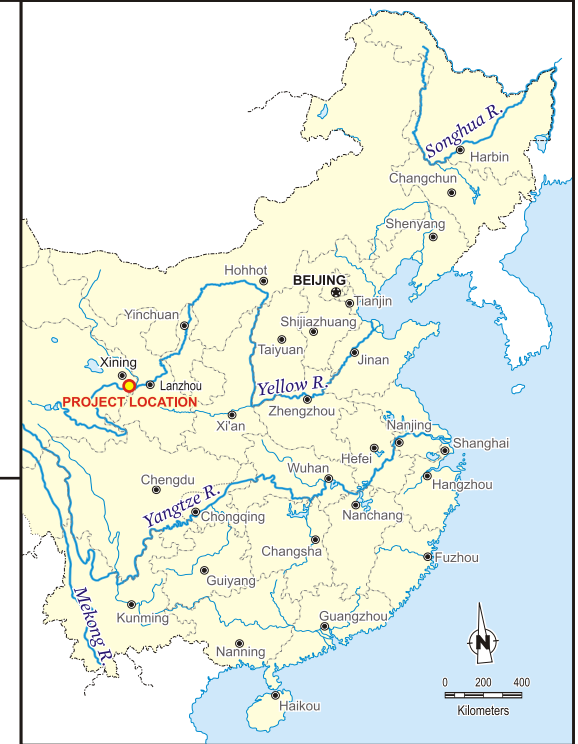 Songhua R.
Harbin
Changchun
Shenyang
Hohhot
BEIJING
Tianjin
Yinchuan
Shijiazhuang
Taiyuan
Xining
Jinan
Lanzhou
Yellow R.
PROJECT LOCATION
Zhengzhou
Xi'an
Nanjing
Shanghai
Hefei
Wuhan
Chengdu
Hangzhou
Yangtze R.
Chongqing
Nanchang
Changsha
Fuzhou
Guiyang
Mekong R.
Kunming
Guangzhou
N
Nanning
0 200 400
Kilometers
Haikou